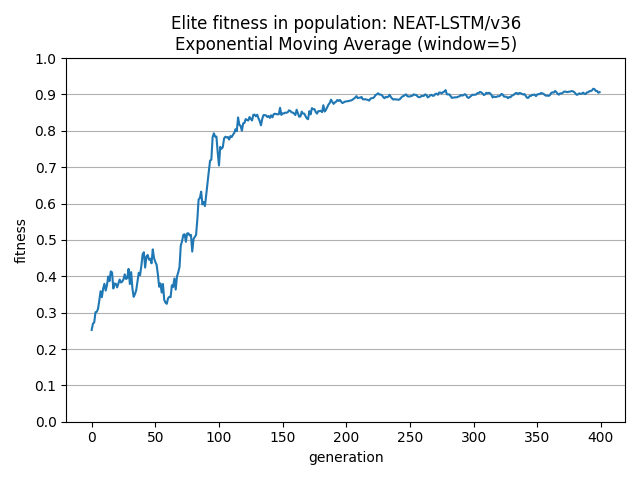 Elite fitness in population: NEAT-LSTM/v36
Exponential Moving Average (window=5)
1.0
0.9
0.8
0.7
0.6
0.5
0.4
0.3
0.2
0.1
0.0
fitness
0 50 100 150 200 250 300 350 400
generation